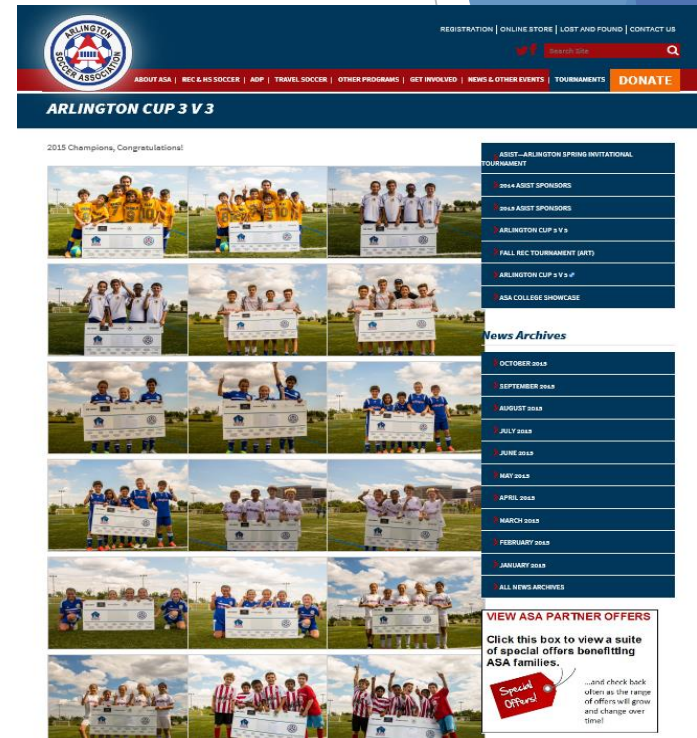 REGISTRATION | ONLINE STORE | LOST AND FOUND | CONTACT US
Search Site
ARLINGTON
SOCCER ASSOCIATION
ABOUT ASA | REC & HS SOCCER | ADP | TRAVEL SOCCER | OTHER PROGRAMS | GET INVOLVED | NEWS & OTHER EVENTS | TOURNAMENTS
DONATE
ARLINGTON CUP 3 V 3
2015 Champions, Congratulations!
ASIST—ARLINGTON SPRING INVITATIONAL
TOURNAMENT
2014 ASIST SPONSORS
2015 ASIST SPONSORS
ARLINGTON CUP 3 V 3
FALL REC TOURNAMENT (ART)
ARLINGTON CUP 3 V 3
ASA COLLEGE SHOWCASE
News Archives
OCTOBER 2015
SEPTEMBER 2015
AUGUST 2015
JULY 2015
JUNE 2015
MAY 2015
APRIL 2015
MARCH 2015
FEBRUARY 2015
JANUARY 2015
ALL NEWS ARCHIVES
VIEW ASA PARTNER OFFERS
Click this box to view a suite
of special offers benefitting
ASA families.
Special
Offers!
...and check back
often as the range
of offers will grow
and change over
time!